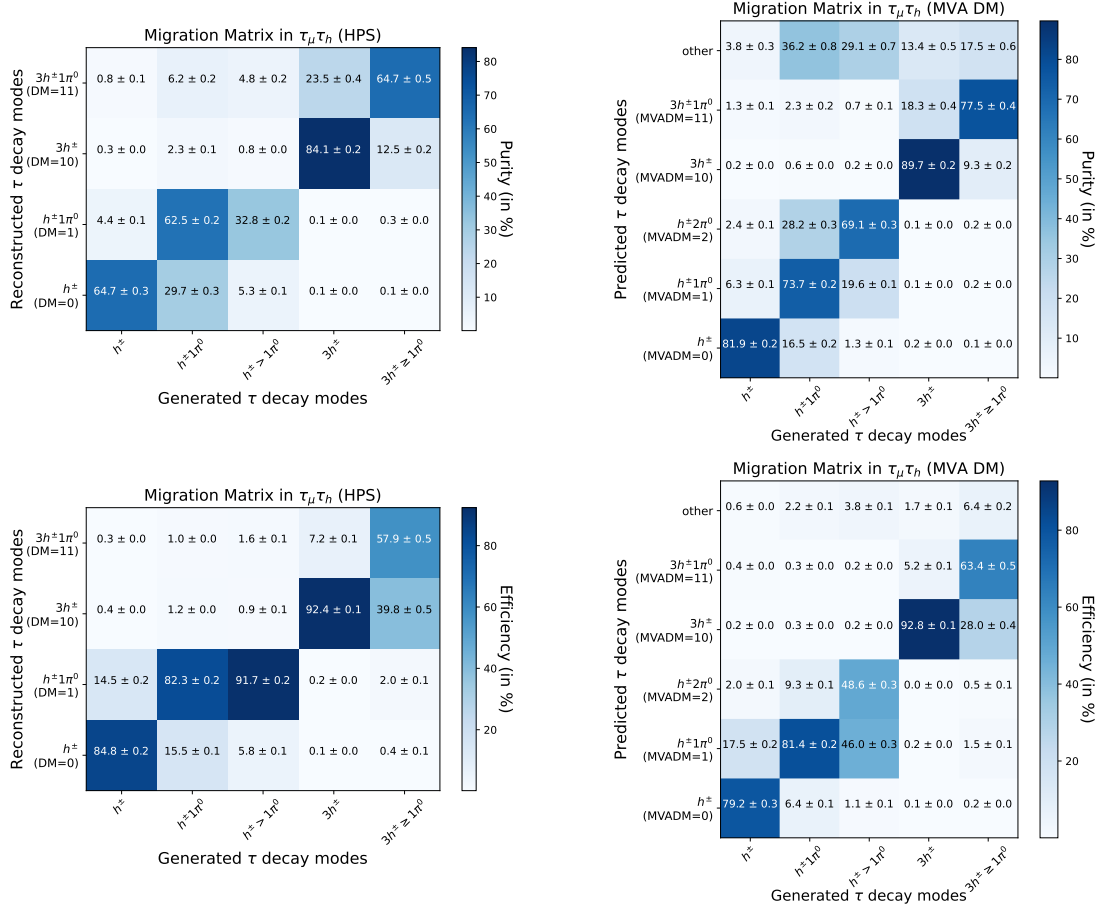 Migration Matrix in τμτh (HPS)
3h±1π0 (DM=11) 0.8 ± 0.1 6.2 ± 0.2 4.8 ± 0.2 23.5 ± 0.4 64.7 ± 0.5
3h± (DM=10) 0.3 ± 0.0 2.3 ± 0.1 0.8 ± 0.0 84.1 ± 0.2 12.5 ± 0.2
h±1π0 (DM=1) 4.4 ± 0.1 62.5 ± 0.2 32.8 ± 0.2 0.1 ± 0.0 0.3 ± 0.0
h± (DM=0) 64.7 ± 0.3 29.7 ± 0.3 5.3 ± 0.1 0.1 ± 0.0 0.1 ± 0.0
h± h±1π0 h± > 1π0 3h± 3h± ≥ 1π0
Generated τ decay modes
Reconstructed τ decay modes
80
70
60
50
40
30
20
10
Purity (in %)
Migration Matrix in τμτh (MVA DM)
other 3.8 ± 0.3 36.2 ± 0.8 29.1 ± 0.7 13.4 ± 0.5 17.5 ± 0.6
3h±1π0 (MVADM=11) 1.3 ± 0.1 2.3 ± 0.2 0.7 ± 0.1 18.3 ± 0.4 77.5 ± 0.4
3h± (MVADM=10) 0.2 ± 0.0 0.6 ± 0.0 0.2 ± 0.0 89.7 ± 0.2 9.3 ± 0.2
h±2π0 (MVADM=2) 2.4 ± 0.1 28.2 ± 0.3 69.1 ± 0.3 0.1 ± 0.0 0.2 ± 0.0
h±1π0 (MVADM=1) 6.3 ± 0.1 73.7 ± 0.2 19.6 ± 0.1 0.1 ± 0.0 0.2 ± 0.0
h± (MVADM=0) 81.9 ± 0.2 16.5 ± 0.2 1.3 ± 0.1 0.2 ± 0.0 0.1 ± 0.0
h± h±1π0 h± > 1π0 3h± 3h± ≥ 1π0
Generated τ decay modes
Predicted τ decay modes
80
70
60
50
40
30
20
10
Purity (in %)
Migration Matrix in τμτh (HPS)
3h±1π0 (DM=11) 0.3 ± 0.0 1.0 ± 0.0 1.6 ± 0.1 7.2 ± 0.1 57.9 ± 0.5
3h± (DM=10) 0.4 ± 0.0 1.2 ± 0.0 0.9 ± 0.1 92.4 ± 0.1 39.8 ± 0.5
h±1π0 (DM=1) 14.5 ± 0.2 82.3 ± 0.2 91.7 ± 0.2 0.2 ± 0.0 2.0 ± 0.1
h± (DM=0) 84.8 ± 0.2 15.5 ± 0.1 5.8 ± 0.1 0.1 ± 0.0 0.4 ± 0.1
h± h±1π0 h± > 1π0 3h± 3h± ≥ 1π0
Generated τ decay modes
Reconstructed τ decay modes
80
60
40
20
Efficiency (in %)
Migration Matrix in τμτh (MVA DM)
other 0.6 ± 0.0 2.2 ± 0.1 3.8 ± 0.1 1.7 ± 0.1 6.4 ± 0.2
3h±1π0 (MVADM=11) 0.4 ± 0.0 0.3 ± 0.0 0.2 ± 0.0 5.2 ± 0.1 63.4 ± 0.5
3h± (MVADM=10) 0.2 ± 0.0 0.3 ± 0.0 0.2 ± 0.0 92.8 ± 0.1 28.0 ± 0.4
h±2π0 (MVADM=2) 2.0 ± 0.1 9.3 ± 0.1 48.6 ± 0.3 0.0 ± 0.0 0.5 ± 0.1
h±1π0 (MVADM=1) 17.5 ± 0.2 81.4 ± 0.2 46.0 ± 0.3 0.2 ± 0.0 1.5 ± 0.1
h± (MVADM=0) 79.2 ± 0.3 6.4 ± 0.1 1.1 ± 0.1 0.1 ± 0.0 0.2 ± 0.0
h± h±1π0 h± > 1π0 3h± 3h± ≥ 1π0
Generated τ decay modes
Predicted τ decay modes
80
60
40
20
Efficiency (in %)